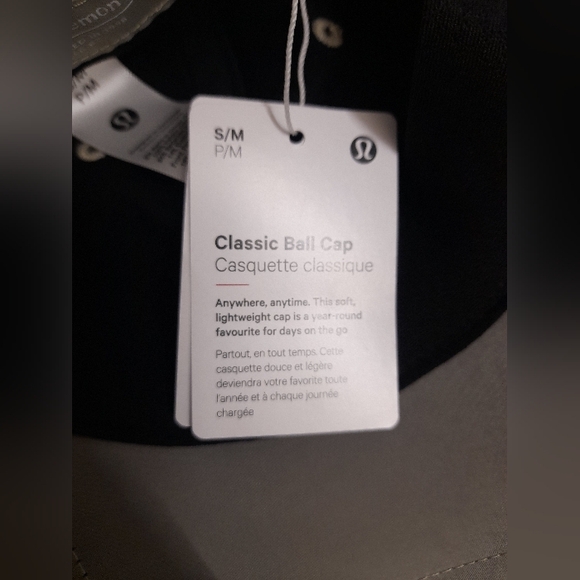 S/M
P/M
P/M
Classic Ball Cap
Casquette classique
Anywhere, anytime. This soft,
lightweight cap is a year-round
favourite for days on the go
Partout, en tout temps. Cette
casquette douce et légère
deviendra votre favorite toute
l'année et à chaque journée
chargée